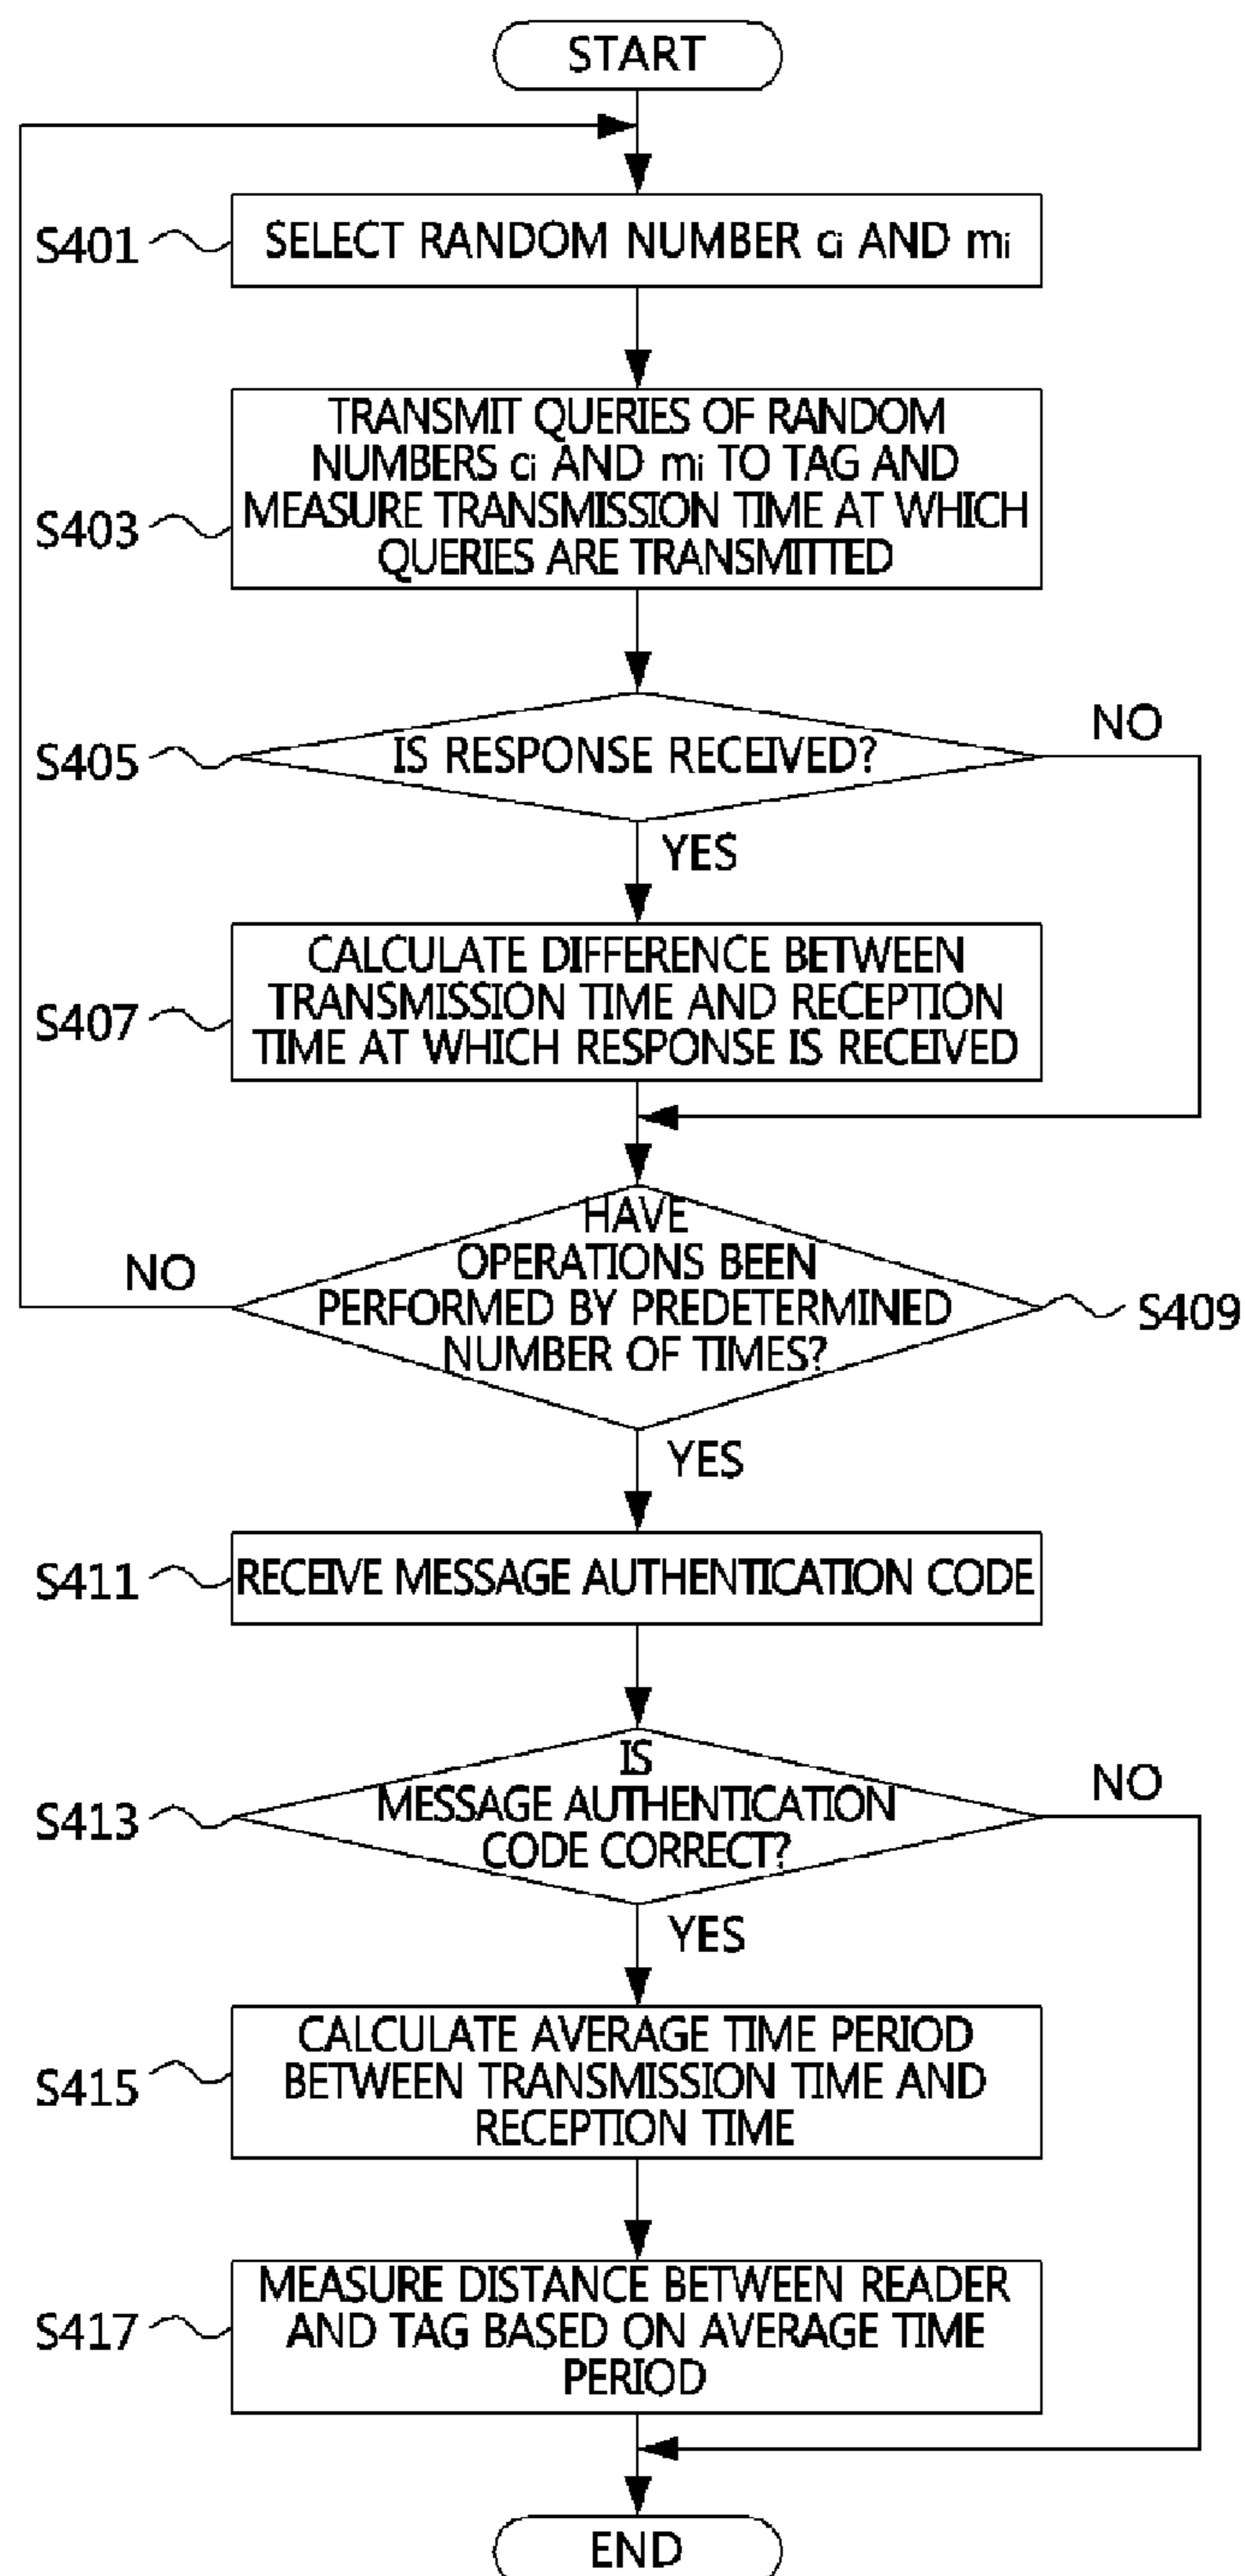 START
S401
SELECT RANDOM NUMBER ci AND mi
S403
TRANSMIT QUERIES OF RANDOM
NUMBERS ci AND mi TO TAG AND
MEASURE TRANSMISSION TIME AT WHICH
QUERIES ARE TRANSMITTED
S405
IS RESPONSE RECEIVED?
NO
YES
S407
CALCULATE DIFFERENCE BETWEEN
TRANSMISSION TIME AND RECEPTION
TIME AT WHICH RESPONSE IS RECEIVED
NO
HAVE
OPERATIONS BEEN
PERFORMED BY PREDETERMINED
NUMBER OF TIMES?
S409
YES
S411
RECEIVE MESSAGE AUTHENTICATION CODE
S413
IS
MESSAGE AUTHENTICATION
CODE CORRECT?
NO
YES
S415
CALCULATE AVERAGE TIME PERIOD
BETWEEN TRANSMISSION TIME AND
RECEPTION TIME
S417
MEASURE DISTANCE BETWEEN READER
AND TAG BASED ON AVERAGE TIME
PERIOD
END